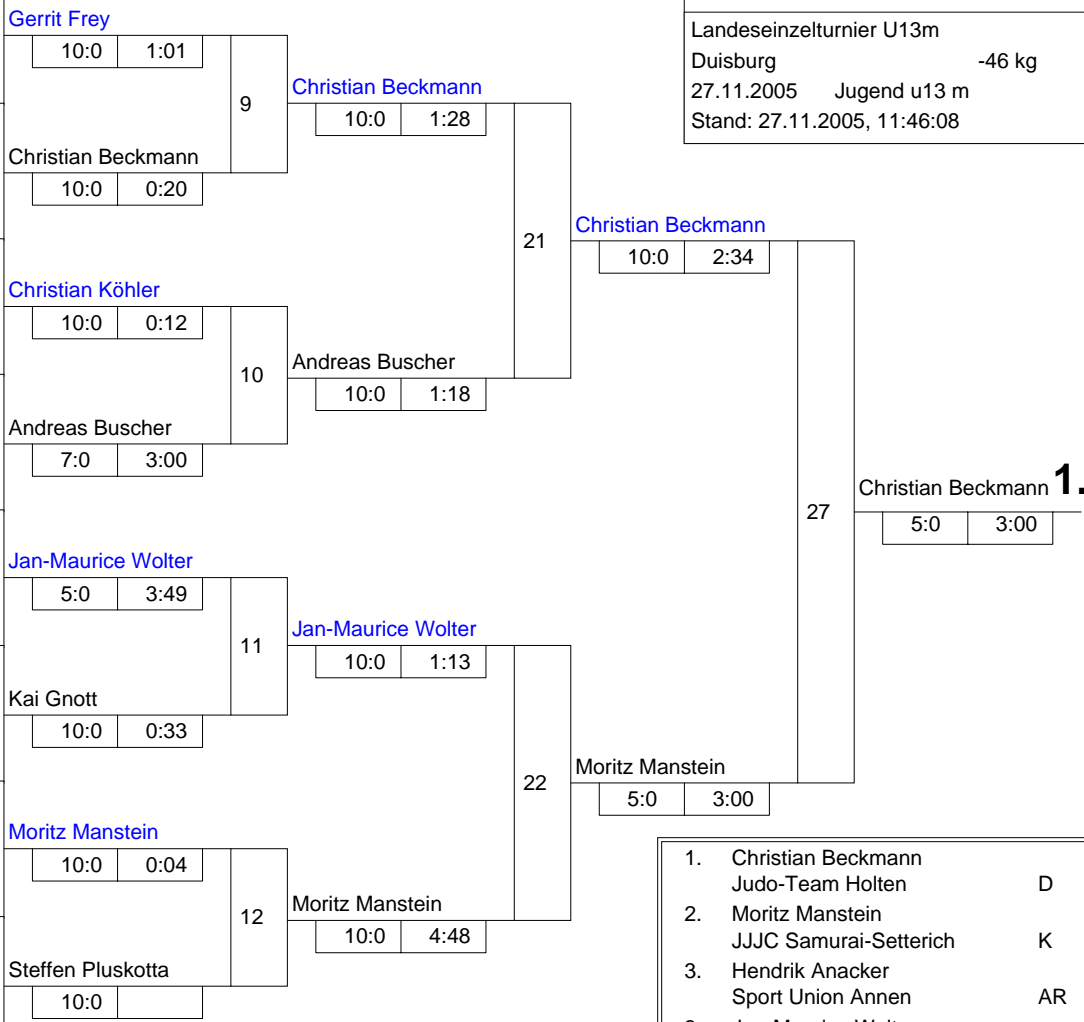 Gerrit Frey
10:0 1:01
9
Christian Beckmann
10:0 0:20
Christian Köhler
10:0 0:12
10
Andreas Buscher
7:0 3:00
Jan-Maurice Wolter
5:0 3:49
11
Kai Gnott
10:0 0:33
Moritz Manstein
10:0 0:04
12
Steffen Pluskotta
10:0
Christian Beckmann
10:0 1:28
21
Andreas Buscher
10:0 1:18
Jan-Maurice Wolter
10:0 1:13
22
Moritz Manstein
10:0 4:48
Christian Beckmann
10:0 2:34
27
Moritz Manstein
5:0 3:00
Christian Beckmann 1.
5:0 3:00
Landeseinzelturnier U13m
Duisburg -46 kg
27.11.2005 Jugend u13 m
Stand: 27.11.2005, 11:46:08
1. Christian Beckmann
Judo-Team Holten D
2. Moritz Manstein
JJJC Samurai-Setterich K
3. Hendrik Anacker
Sport Union Annen AR